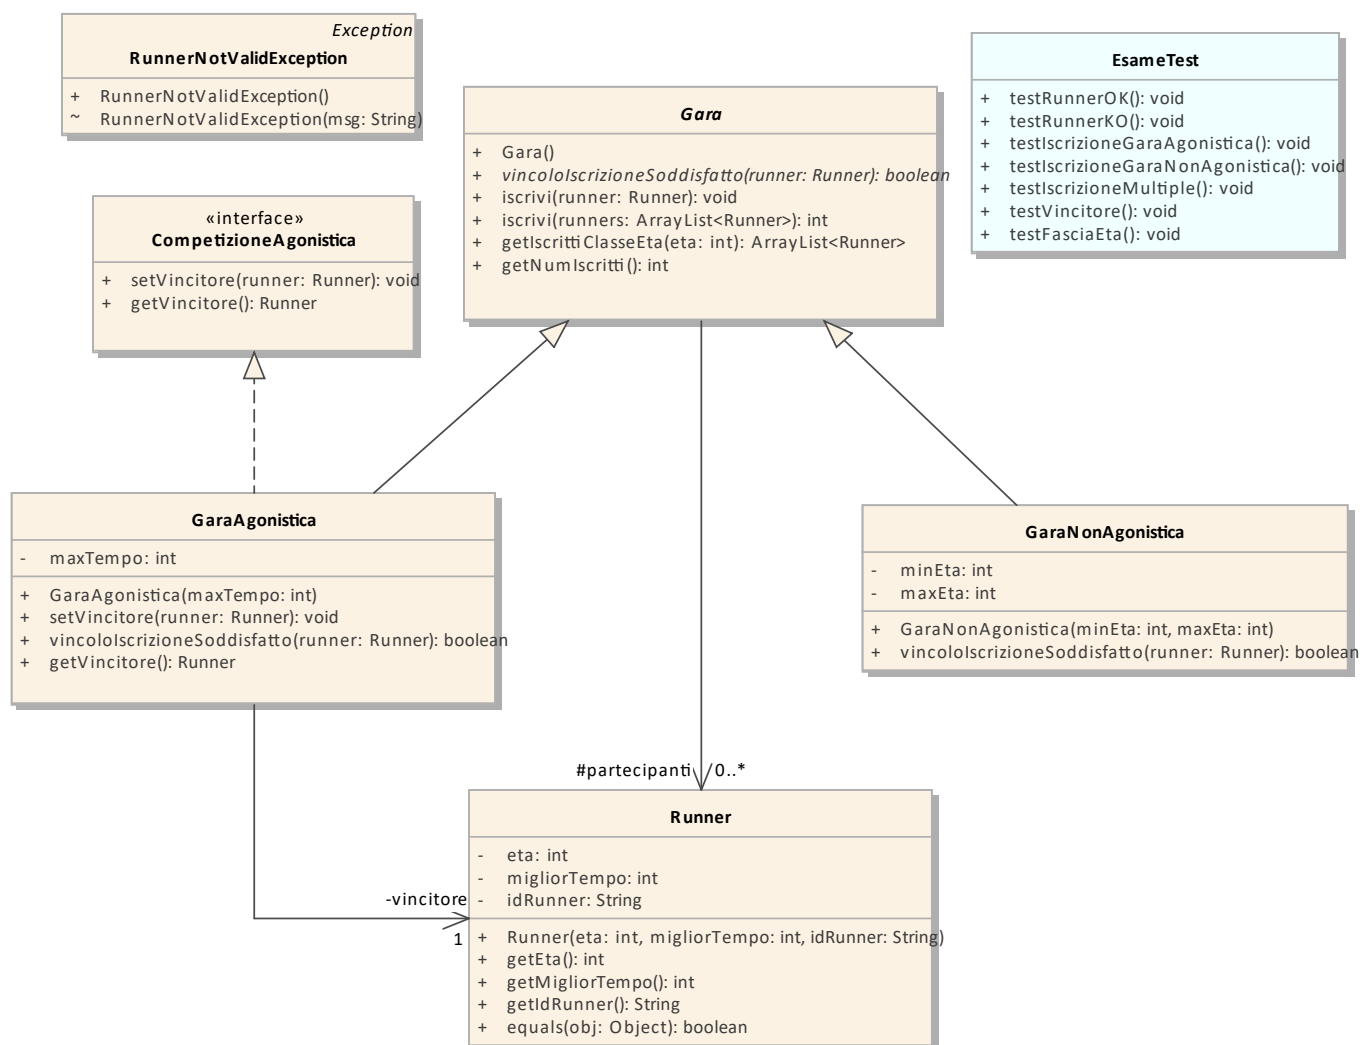 Exception
RunnerNotValidException
+ RunnerNotValidException()
~ RunnerNotValidException(msg: String)
«interface»
CompetizioneAgonistica
+ setVincitore(runner: Runner): void
+ getVincitore(): Runner
Gara
+ Gara()
+ vincoloIscrizioneSoddisfatto(runner: Runner): boolean
+ iscrivi(runner: Runner): void
+ iscrivi(runners: ArrayList<Runner>): int
+ getIscrittiClasseEta(eta: int): ArrayList<Runner>
+ getNumIscritti(): int
EsameTest
+ testRunnerOK(): void
+ testRunnerKO(): void
+ testIscrizioneGaraAgonistica(): void
+ testIscrizioneGaraNonAgonistica(): void
+ testIscrizioneMultiple(): void
+ testVincitore(): void
+ testFasciaEta(): void
GaraAgonistica
- maxTempo: int
+ GaraAgonistica(maxTempo: int)
+ setVincitore(runner: Runner): void
+ vincoloIscrizioneSoddisfatto(runner: Runner): boolean
+ getVincitore(): Runner
GaraNonAgonistica
- minEta: int
- maxEta: int
+ GaraNonAgonistica(minEta: int, maxEta: int)
+ vincoloIscrizioneSoddisfatto(runner: Runner): boolean
#partecipanti 0..*
-vincitore
1
Runner
- eta: int
- migliorTempo: int
- idRunner: String
+ Runner(eta: int, migliorTempo: int, idRunner: String)
+ getEta(): int
+ getMigliorTempo(): int
+ getIdRunner(): String
+ equals(obj: Object): boolean